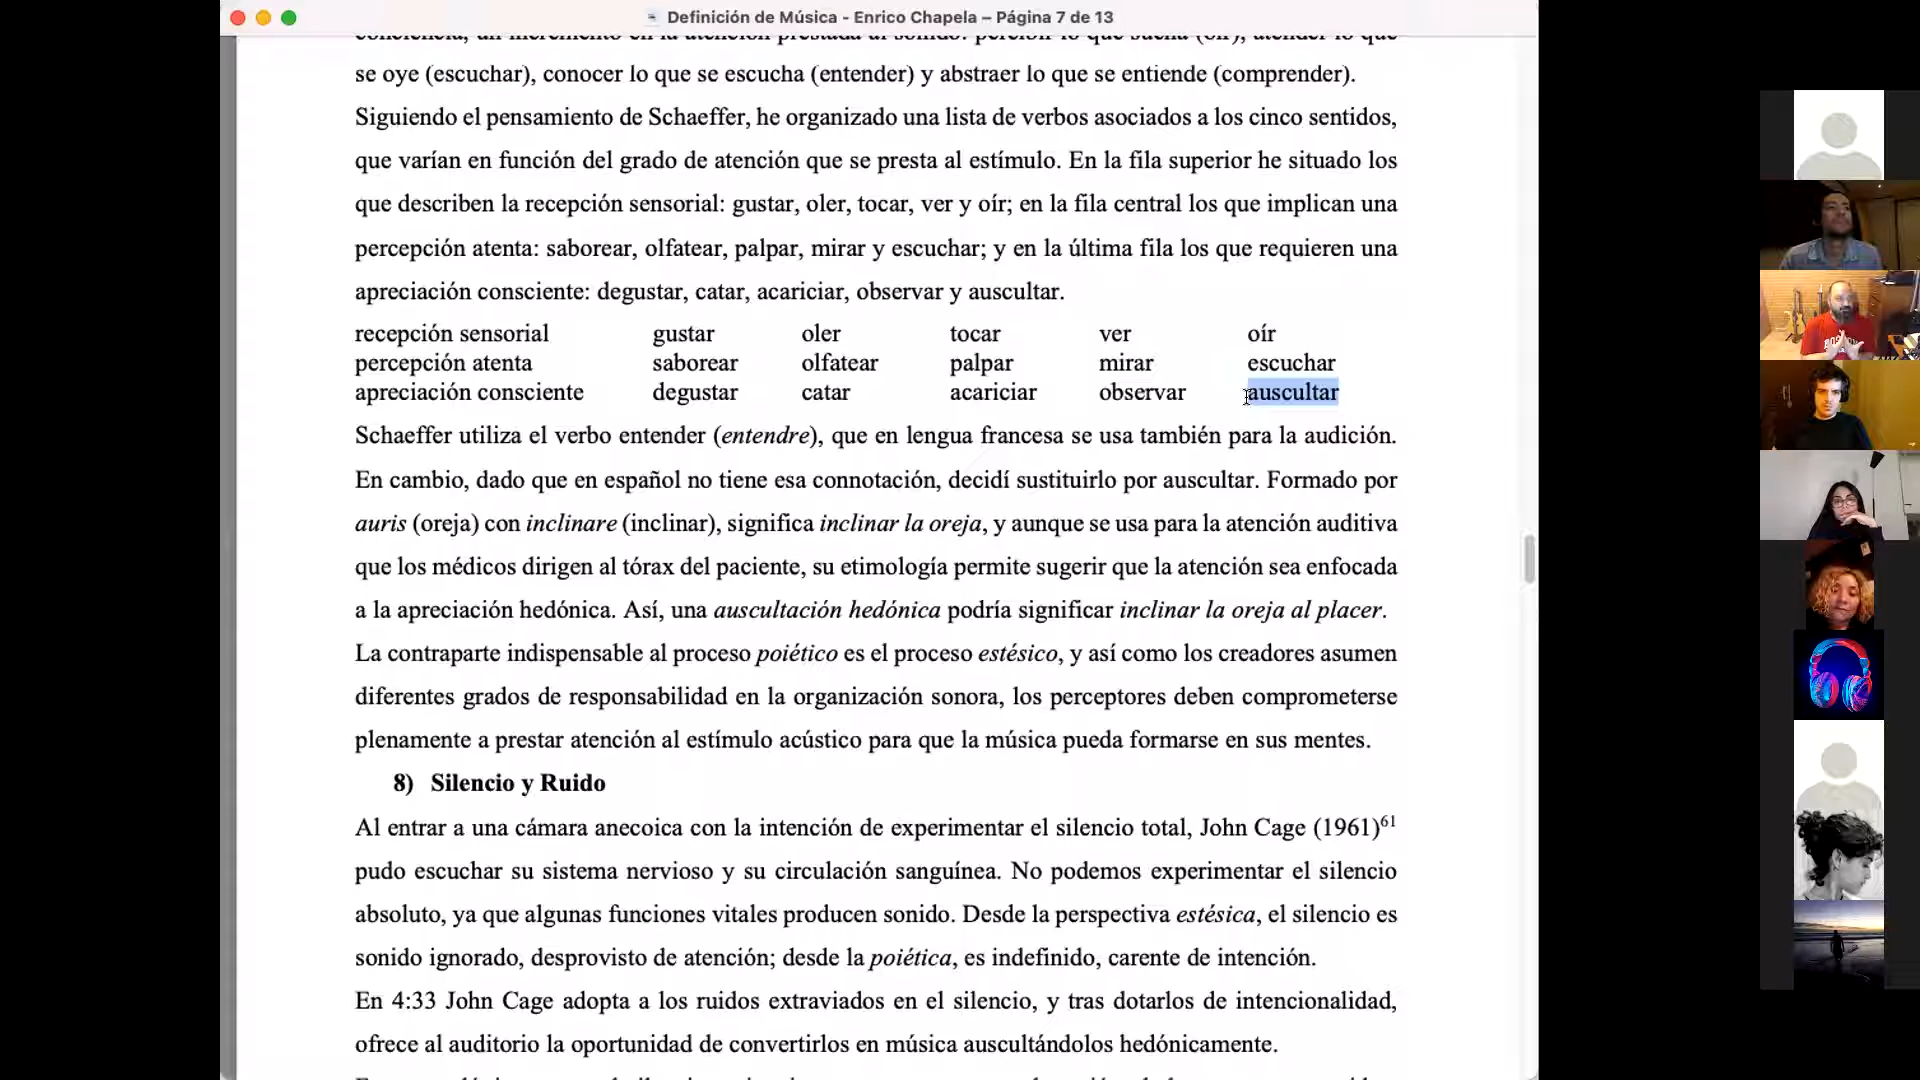 Definición de Música - Enrico Chapela – Página 7 de 13
conciencia, un incremento en la atención prestada al sonido: percibir lo que suena (oír), atender lo que
se oye (escuchar), conocer lo que se escucha (entender) y abstraer lo que se entiende (comprender).
Siguiendo el pensamiento de Schaeffer, he organizado una lista de verbos asociados a los cinco sentidos,
que varían en función del grado de atención que se presta al estímulo. En la fila superior he situado los
que describen la recepción sensorial: gustar, oler, tocar, ver y oír; en la fila central los que implican una
percepción atenta: saborear, olfatear, palpar, mirar y escuchar; y en la última fila los que requieren una
apreciación consciente: degustar, catar, acariciar, observar y auscultar.
recepción sensorial gustar oler tocar ver oír
percepción atenta saborear olfatear palpar mirar escuchar
apreciación consciente degustar catar acariciar observar auscultar
Schaeffer utiliza el verbo entender (entendre), que en lengua francesa se usa también para la audición.
En cambio, dado que en español no tiene esa connotación, decidí sustituirlo por auscultar. Formado por
auris (oreja) con inclinare (inclinar), significa inclinar la oreja, y aunque se usa para la atención auditiva
que los médicos dirigen al tórax del paciente, su etimología permite sugerir que la atención sea enfocada
a la apreciación hedónica. Así, una auscultación hedónica podría significar inclinar la oreja al placer.
La contraparte indispensable al proceso poiético es el proceso estésico, y así como los creadores asumen
diferentes grados de responsabilidad en la organización sonora, los perceptores deben comprometerse
plenamente a prestar atención al estímulo acústico para que la música pueda formarse en sus mentes.
8) Silencio y Ruido
Al entrar a una cámara anecoica con la intención de experimentar el silencio total, John Cage (1961)61
pudo escuchar su sistema nervioso y su circulación sanguínea. No podemos experimentar el silencio
absoluto, ya que algunas funciones vitales producen sonido. Desde la perspectiva estésica, el silencio es
sonido ignorado, desprovisto de atención; desde la poiética, es indefinido, carente de intención.
En 4:33 John Cage adopta a los ruidos extraviados en el silencio, y tras dotarlos de intencionalidad,
ofrece al auditorio la oportunidad de convertirlos en música auscultándolos hedónicamente.